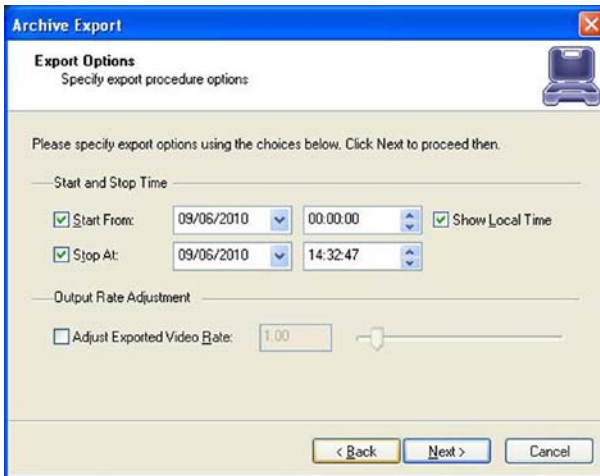 Archive Export
Export Options
Specify export procedure options
Please specify export options using the choices below. Click Next to proceed then.
Start and Stop Time
Start From: 09/06/2010 00:00:00 Show Local Time
Stop At: 09/06/2010 14:32:47
Output Rate Adjustment
Adjust Exported Video Rate: 1.00
< Back Next > Cancel